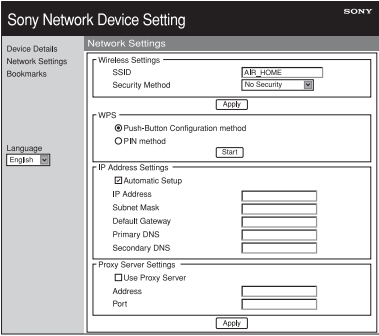 Sony Network Device Setting
SONY
Device Details
Network Settings
Bookmarks
Language
English
Network Settings
Wireless Settings
SSID AIR_HOME
Security Method No Security
Apply
WPS
Push-Button Configuration method
PIN method
Start
IP Address Settings
Automatic Setup
IP Address
Subnet Mask
Default Gateway
Primary DNS
Secondary DNS
Proxy Server Settings
Use Proxy Server
Address
Port
Apply